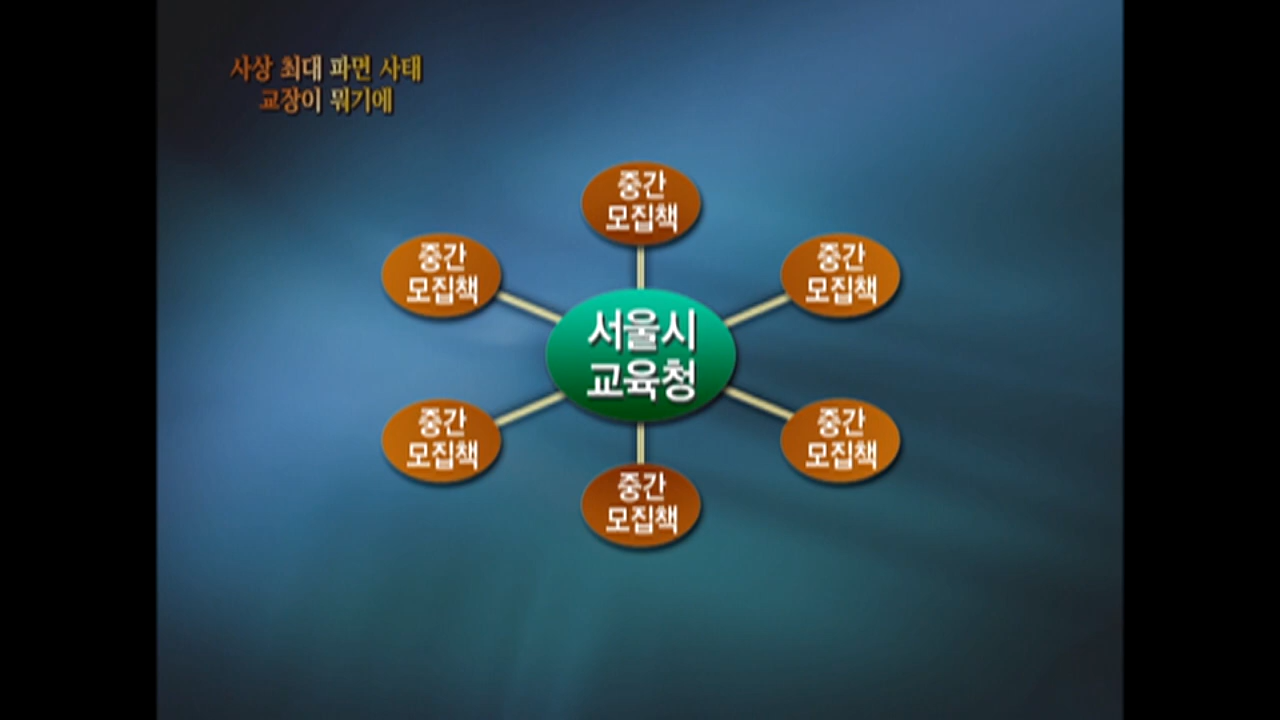 사상 최대 파면 사태
교장이 뭐기에
중간
모집책
중간
모집책
중간
모집책
서울시
교육청
중간
모집책
중간
모집책
중간
모집책